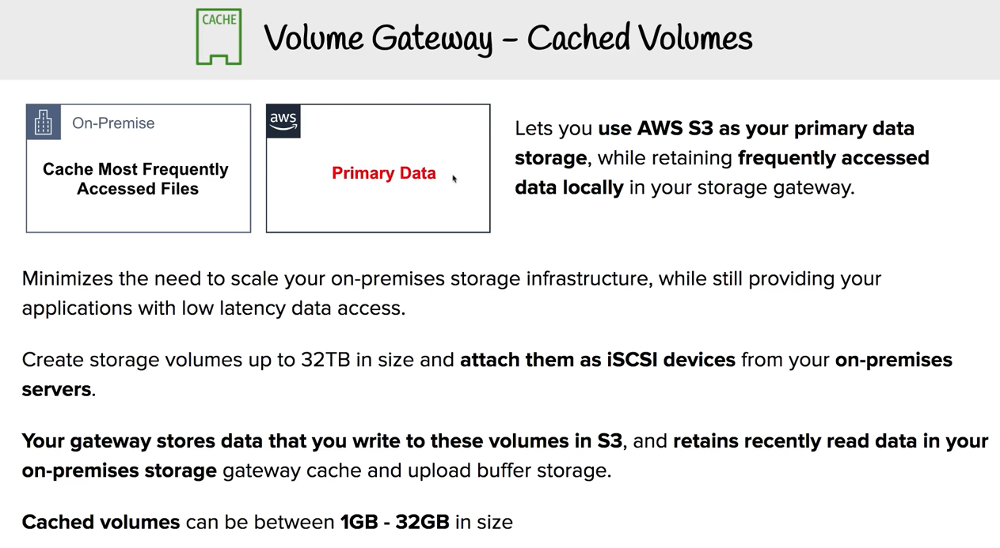 CACHE
Volume Gateway – Cached Volumes
On-Premise
Cache Most Frequently
Accessed Files
aws
Primary Data
Lets you use AWS S3 as your primary data
storage, while retaining frequently accessed
data locally in your storage gateway.
Minimizes the need to scale your on-premises storage infrastructure, while still providing your
applications with low latency data access.
Create storage volumes up to 32TB in size and attach them as iSCSI devices from your on-premises
servers.
Your gateway stores data that you write to these volumes in S3, and retains recently read data in your
on-premises storage gateway cache and upload buffer storage.
Cached volumes can be between 1GB - 32GB in size